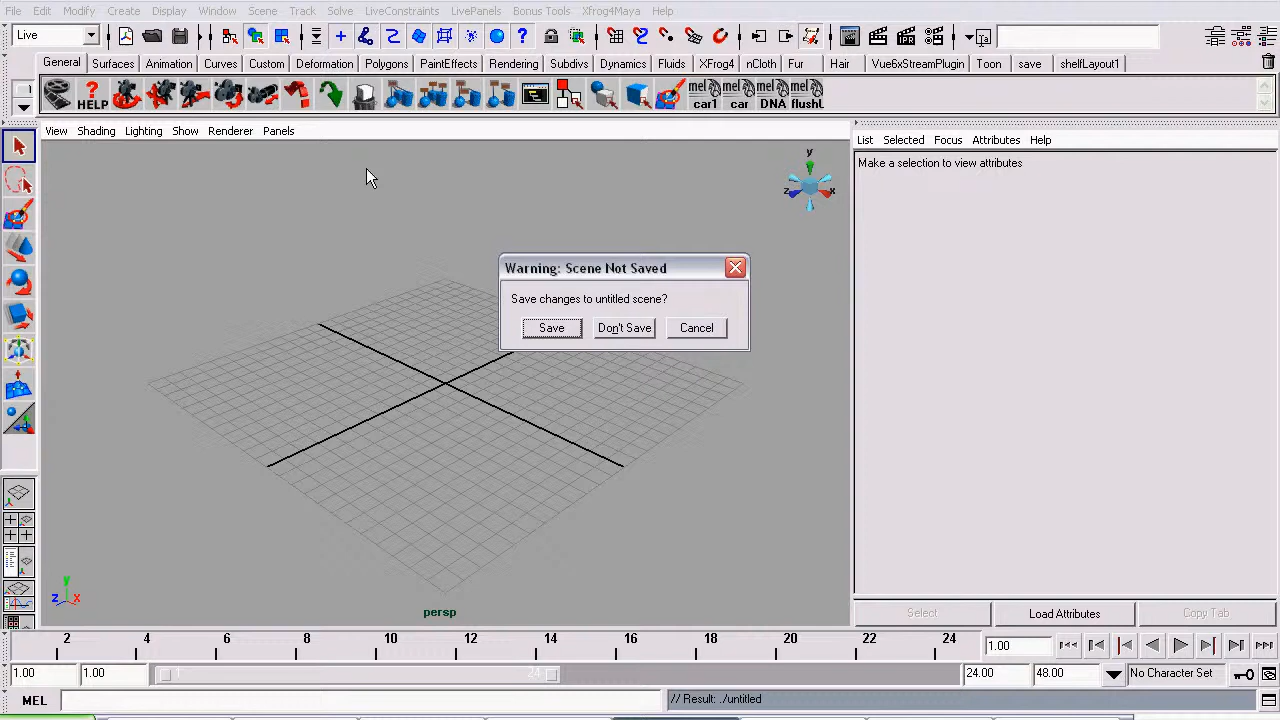 File Edit Modify Create Display Window Scene Track Solve LiveConstraints LivePanels Bonus Tools Xfrog4Maya Help
Live
General Surfaces Animation Curves Custom Deformation Polygons PaintEffects Rendering Subdivs Dynamics Fluids XFrog4 nCloth Fur Hair Vue6xStreamPlugin Toon save shelfLayout1
HELP
mel mel mel mel
car1 car DNA flushU
View Shading Lighting Show Renderer Panels
List Selected Focus Attributes Help
Make a selection to view attributes
y
z x
Warning: Scene Not Saved
Save changes to untitled scene?
Save Don't Save Cancel
y
z x
persp
Select Load Attributes Copy Tab
2 4 6 8 10 12 14 16 18 20 22 24
1.00
1.00 1.00 1 24 24.00 48.00 No Character Set
MEL // Result: ./untitled